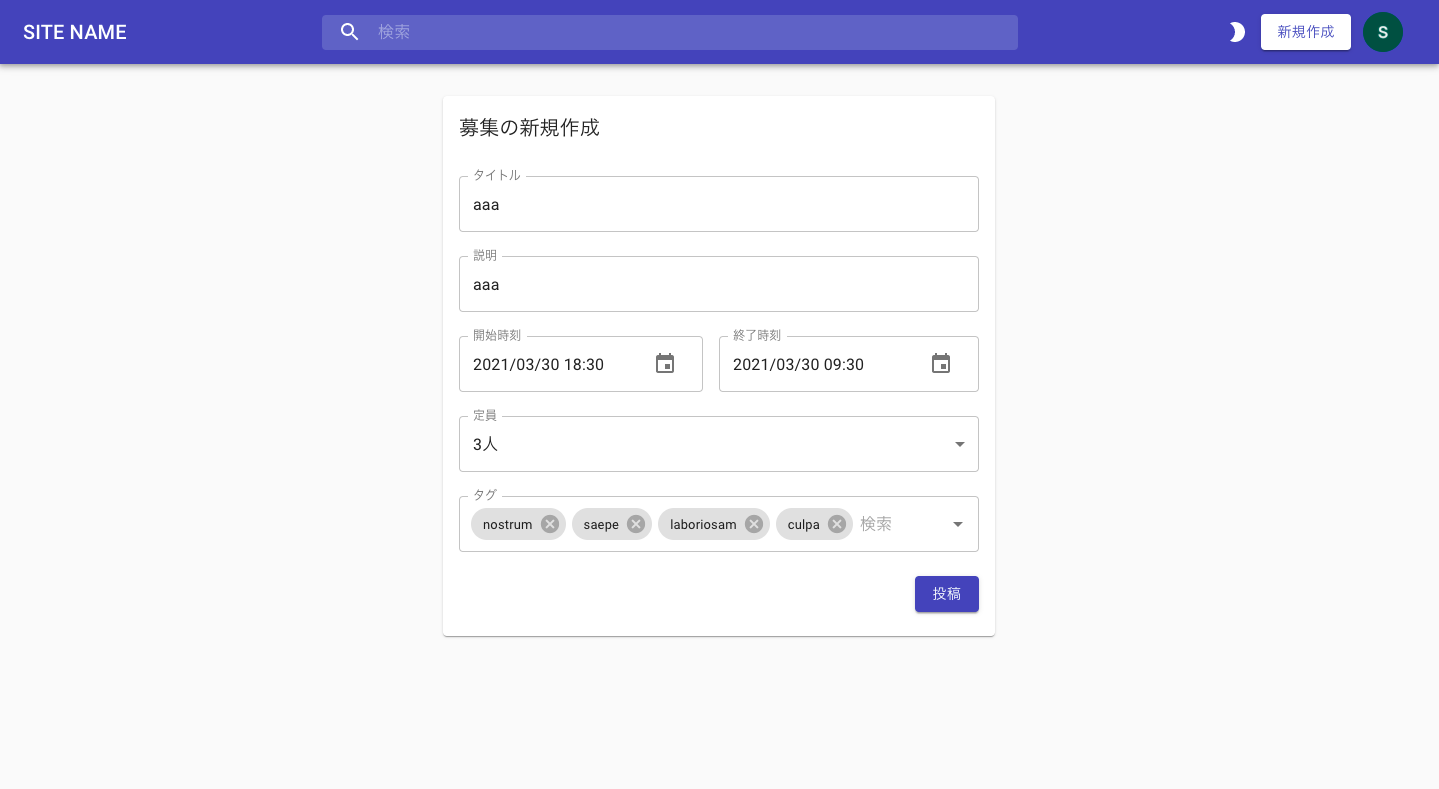 SITE NAME 検索 新規作成 S
募集の新規作成
タイトル
aaa
説明
aaa
開始時刻 終了時刻
2021/03/30 18:30 2021/03/30 09:30
定員
3人
タグ
nostrum saepe laboriosam culpa 検索
投稿